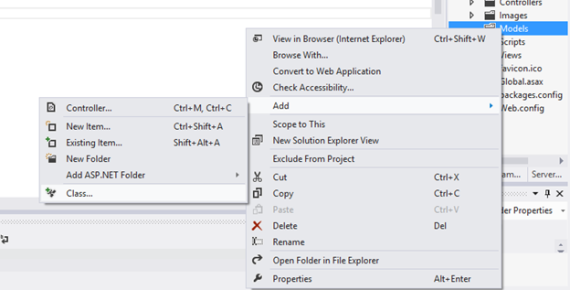 Controllers
Images
Models
Scripts
Views
favicon.ico
Global.asax
packages.config
Web.config
View in Browser (Internet Explorer) Ctrl+Shift+W
Browse With...
Convert to Web Application
Check Accessibility...
Add
Scope to This
New Solution Explorer View
Exclude From Project
Cut Ctrl+X
Copy Ctrl+C
Paste Ctrl+V
Delete Del
Rename
Open Folder in File Explorer
Properties Alt+Enter
Controller... Ctrl+M, Ctrl+C
New Item... Ctrl+Shift+A
Existing Item... Shift+Alt+A
New Folder
Add ASP.NET Folder
Class...
am... Server...
der Properties